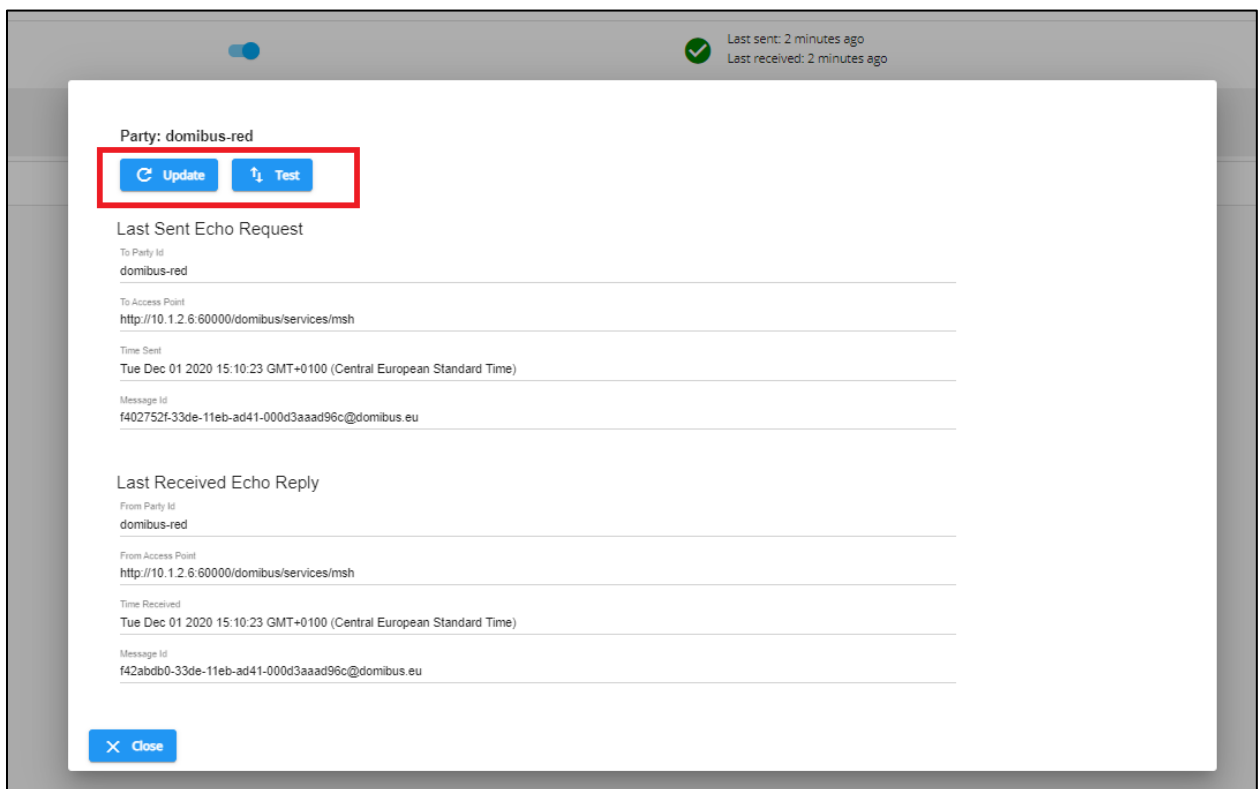 Last sent: 2 minutes ago
Last received: 2 minutes ago
Party: domibus-red
Update Test
Last Sent Echo Request
To Party Id
domibus-red
To Access Point
http://10.1.2.6:60000/domibus/services/msh
Time Sent
Tue Dec 01 2020 15:10:23 GMT+0100 (Central European Standard Time)
Message Id
f402752f-33de-11eb-ad41-000d3aaad96c@domibus.eu
Last Received Echo Reply
From Party Id
domibus-red
From Access Point
http://10.1.2.6:60000/domibus/services/msh
Time Received
Tue Dec 01 2020 15:10:23 GMT+0100 (Central European Standard Time)
Message Id
f42abdb0-33de-11eb-ad41-000d3aaad96c@domibus.eu
Close